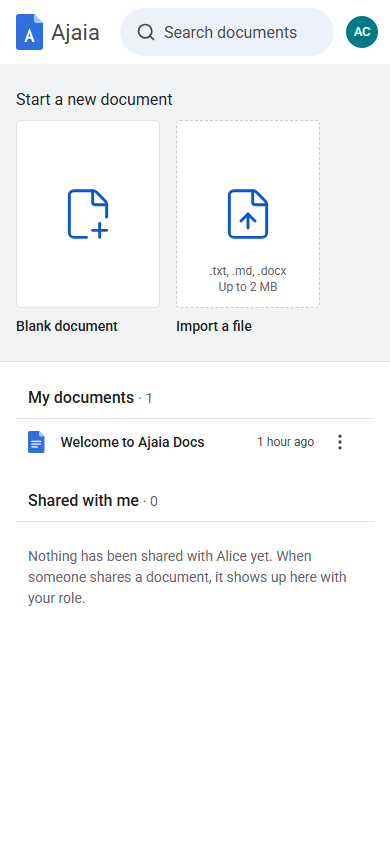 A Ajaia
Search documents
AC
Start a new document
.txt, .md, .docx
Up to 2 MB
Blank document
Import a file
My documents · 1
Welcome to Ajaia Docs
1 hour ago
Shared with me · 0
Nothing has been shared with Alice yet. When
someone shares a document, it shows up here with
your role.